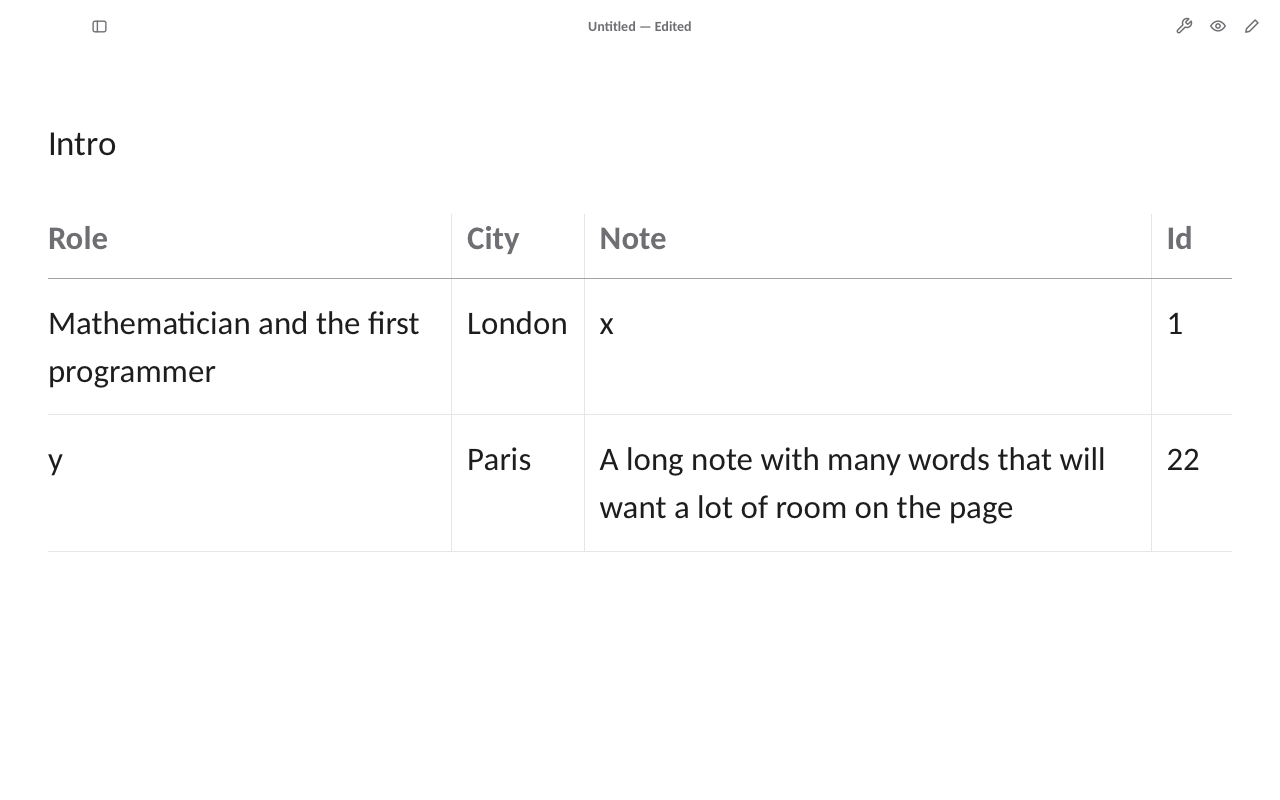 Untitled — Edited
Intro
Role City Note Id
Mathematician and the first London x 1
programmer
y Paris A long note with many words that will 22
want a lot of room on the page